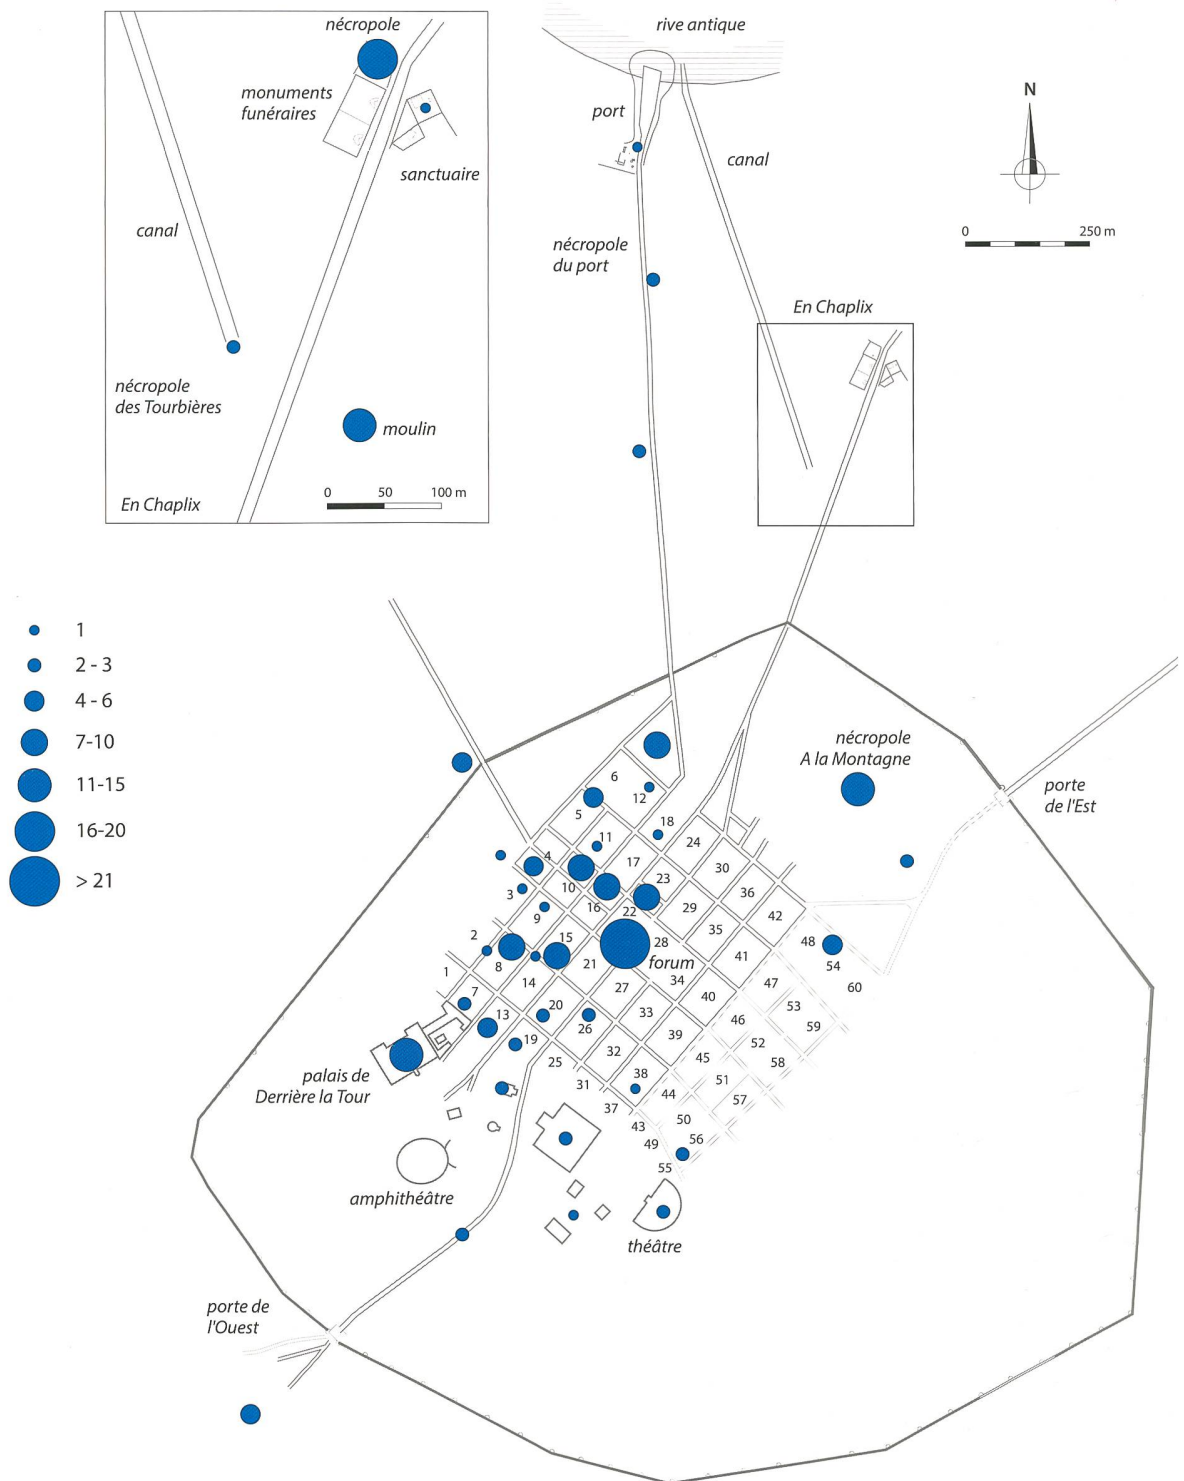 nécropole
monuments
funéraires
sanctuaire
canal
nécropole
des Tourbières
moulin
En Chaplix
0 50 100 m
rive antique
port
canal
nécropole
du port
En Chaplix
N
0 250 m
1
2 - 3
4 - 6
7-10
11-15
16-20
> 21
nécropole
A la Montagne
porte
de l'Est
6
12
5
18
11
24
4
17
30
10
23
36
3
16
29
42
9
22
35
2
15
28
48
41
forum
54
1
8
21
34
47
60
14
27
40
7
53
20
33
46
13
59
26
39
52
19
32
45
58
25
38
51
31
44
57
37
50
43
56
49
55
palais de
Derrière la Tour
amphithéâtre
théâtre
porte de
l'Ouest